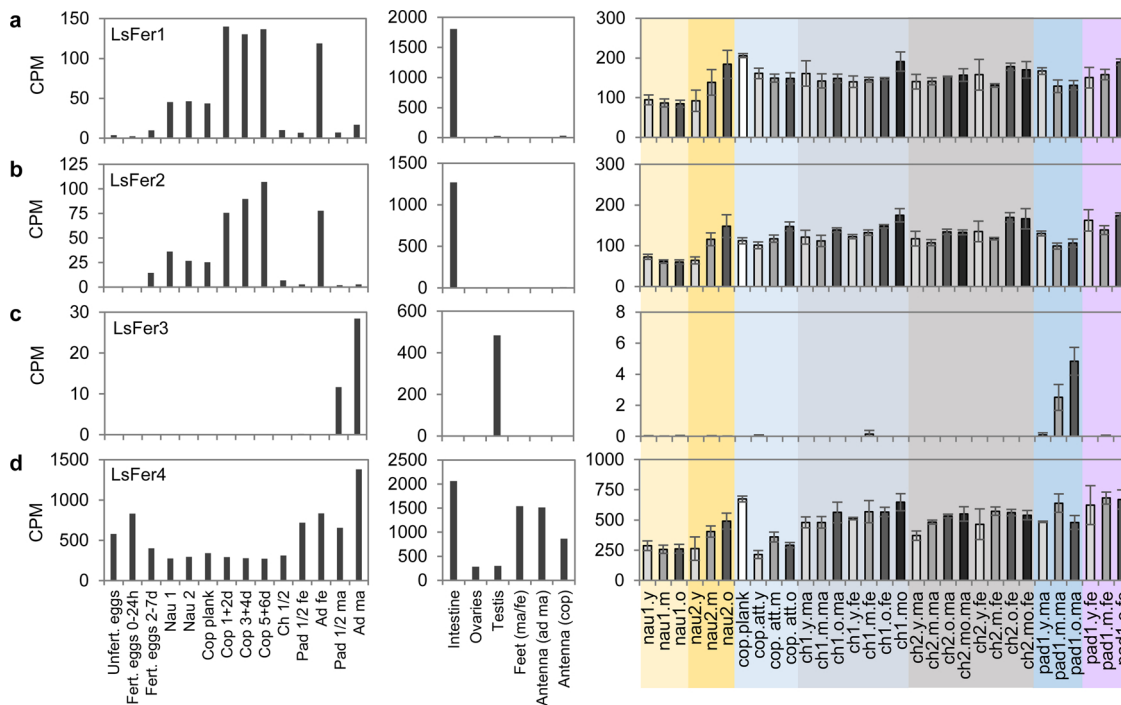 a
LsFer1
CPM
150
100
50
0
2000
1500
1000
500
0
300
200
100
0
b
LsFer2
CPM
125
100
75
50
25
0
1500
1000
500
0
300
200
100
0
c
LsFer3
CPM
30
20
10
0
600
400
200
0
8
6
4
2
0
d
LsFer4
CPM
1500
1000
500
0
2500
2000
1500
1000
500
0
1000
750
500
250
0
Unfert. eggs
Fert. eggs 0-24h
Fert. eggs 2-7d
Nau 1
Nau 2
Cop plank
Cop 1+2d
Cop 3+4d
Cop 5+6d
Ch 1/2
Pad 1/2 fe
Ad fe
Pad 1/2 ma
Ad ma
Intestine
Ovaries
Testis
Feet (ma/fe)
Antenna (ad ma)
Antenna (cop)
nau1.y
nau1.m
nau1.o
nau2.y
nau2.m
nau2.o
cop.plank
cop.att.y
cop.att.m
cop. att.o
ch1.y.ma
ch1.m.ma
ch1.o.ma
ch1.y.fe
ch1.m.fe
ch1.o.fe
ch1.mo
ch2.y.ma
ch2.m.ma
ch2.o.ma
ch2.mo.ma
ch2.y.fe
ch2.m.fe
ch2.o.fe
ch2.mo.fe
pad1.y.ma
pad1.m.ma
pad1.o.ma
pad1.y.fe
pad1.m.fe